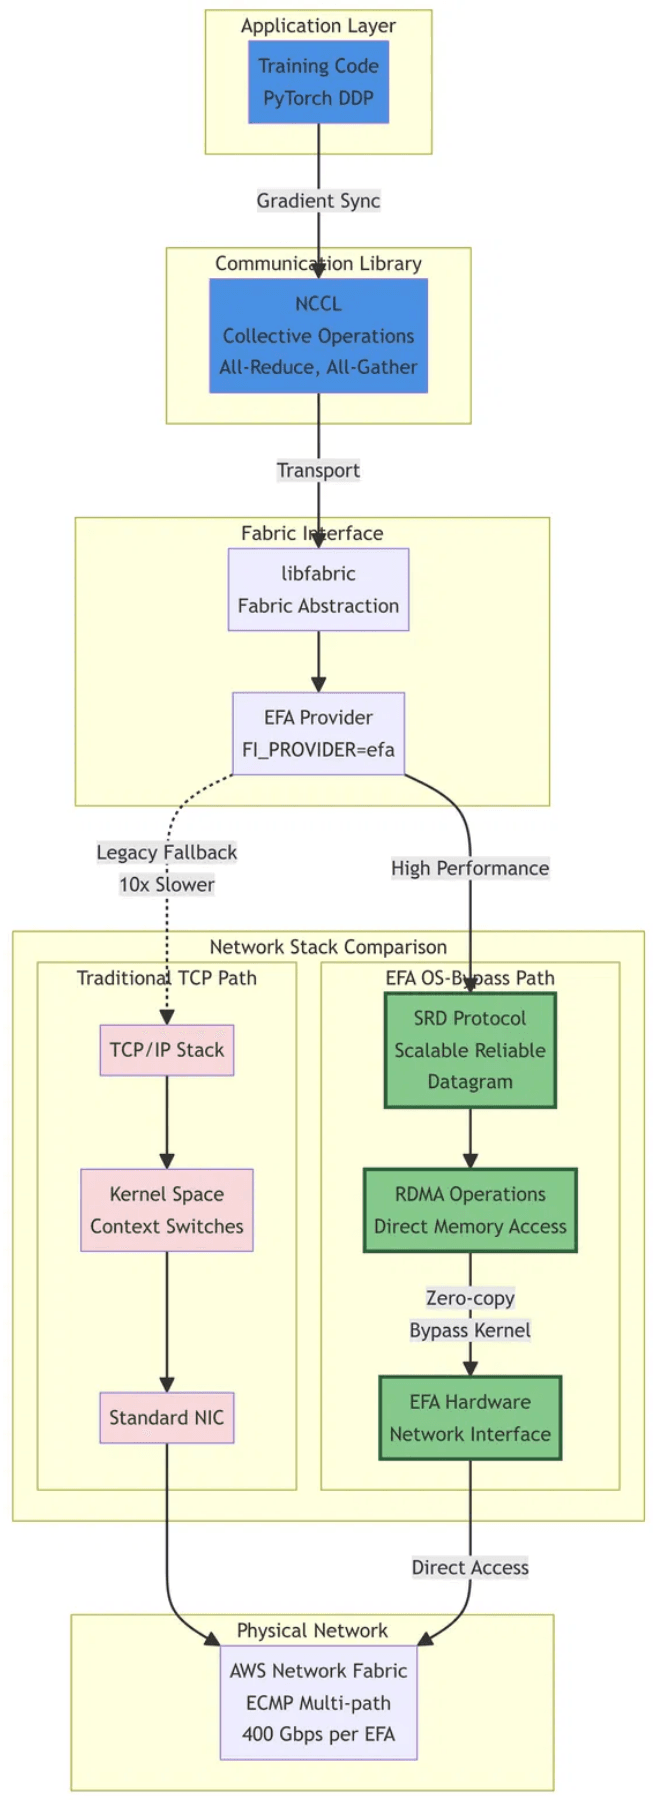 Application Layer
Training Code
PyTorch DDP
Gradient Sync
Communication Library
NCCL
Collective Operations
All-Reduce, All-Gather
Transport
Fabric Interface
libfabric
Fabric Abstraction
EFA Provider
FI_PROVIDER=efa
Legacy Fallback
10x Slower
High Performance
Network Stack Comparison
Traditional TCP Path
TCP/IP Stack
Kernel Space
Context Switches
Standard NIC
EFA OS-Bypass Path
SRD Protocol
Scalable Reliable
Datagram
RDMA Operations
Direct Memory Access
Zero-copy
Bypass Kernel
EFA Hardware
Network Interface
Direct Access
Physical Network
AWS Network Fabric
ECMP Multi-path
400 Gbps per EFA